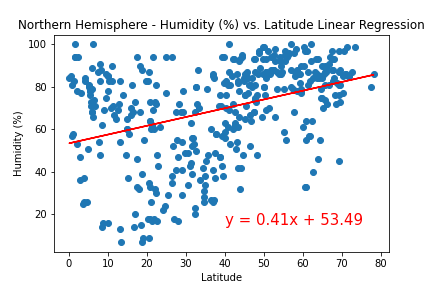 Northern Hemisphere - Humidity (%) vs. Latitude Linear Regression
100
80
60
40
20
Humidity (%)
y = 0.41x + 53.49
0 10 20 30 40 50 60 70 80
Latitude